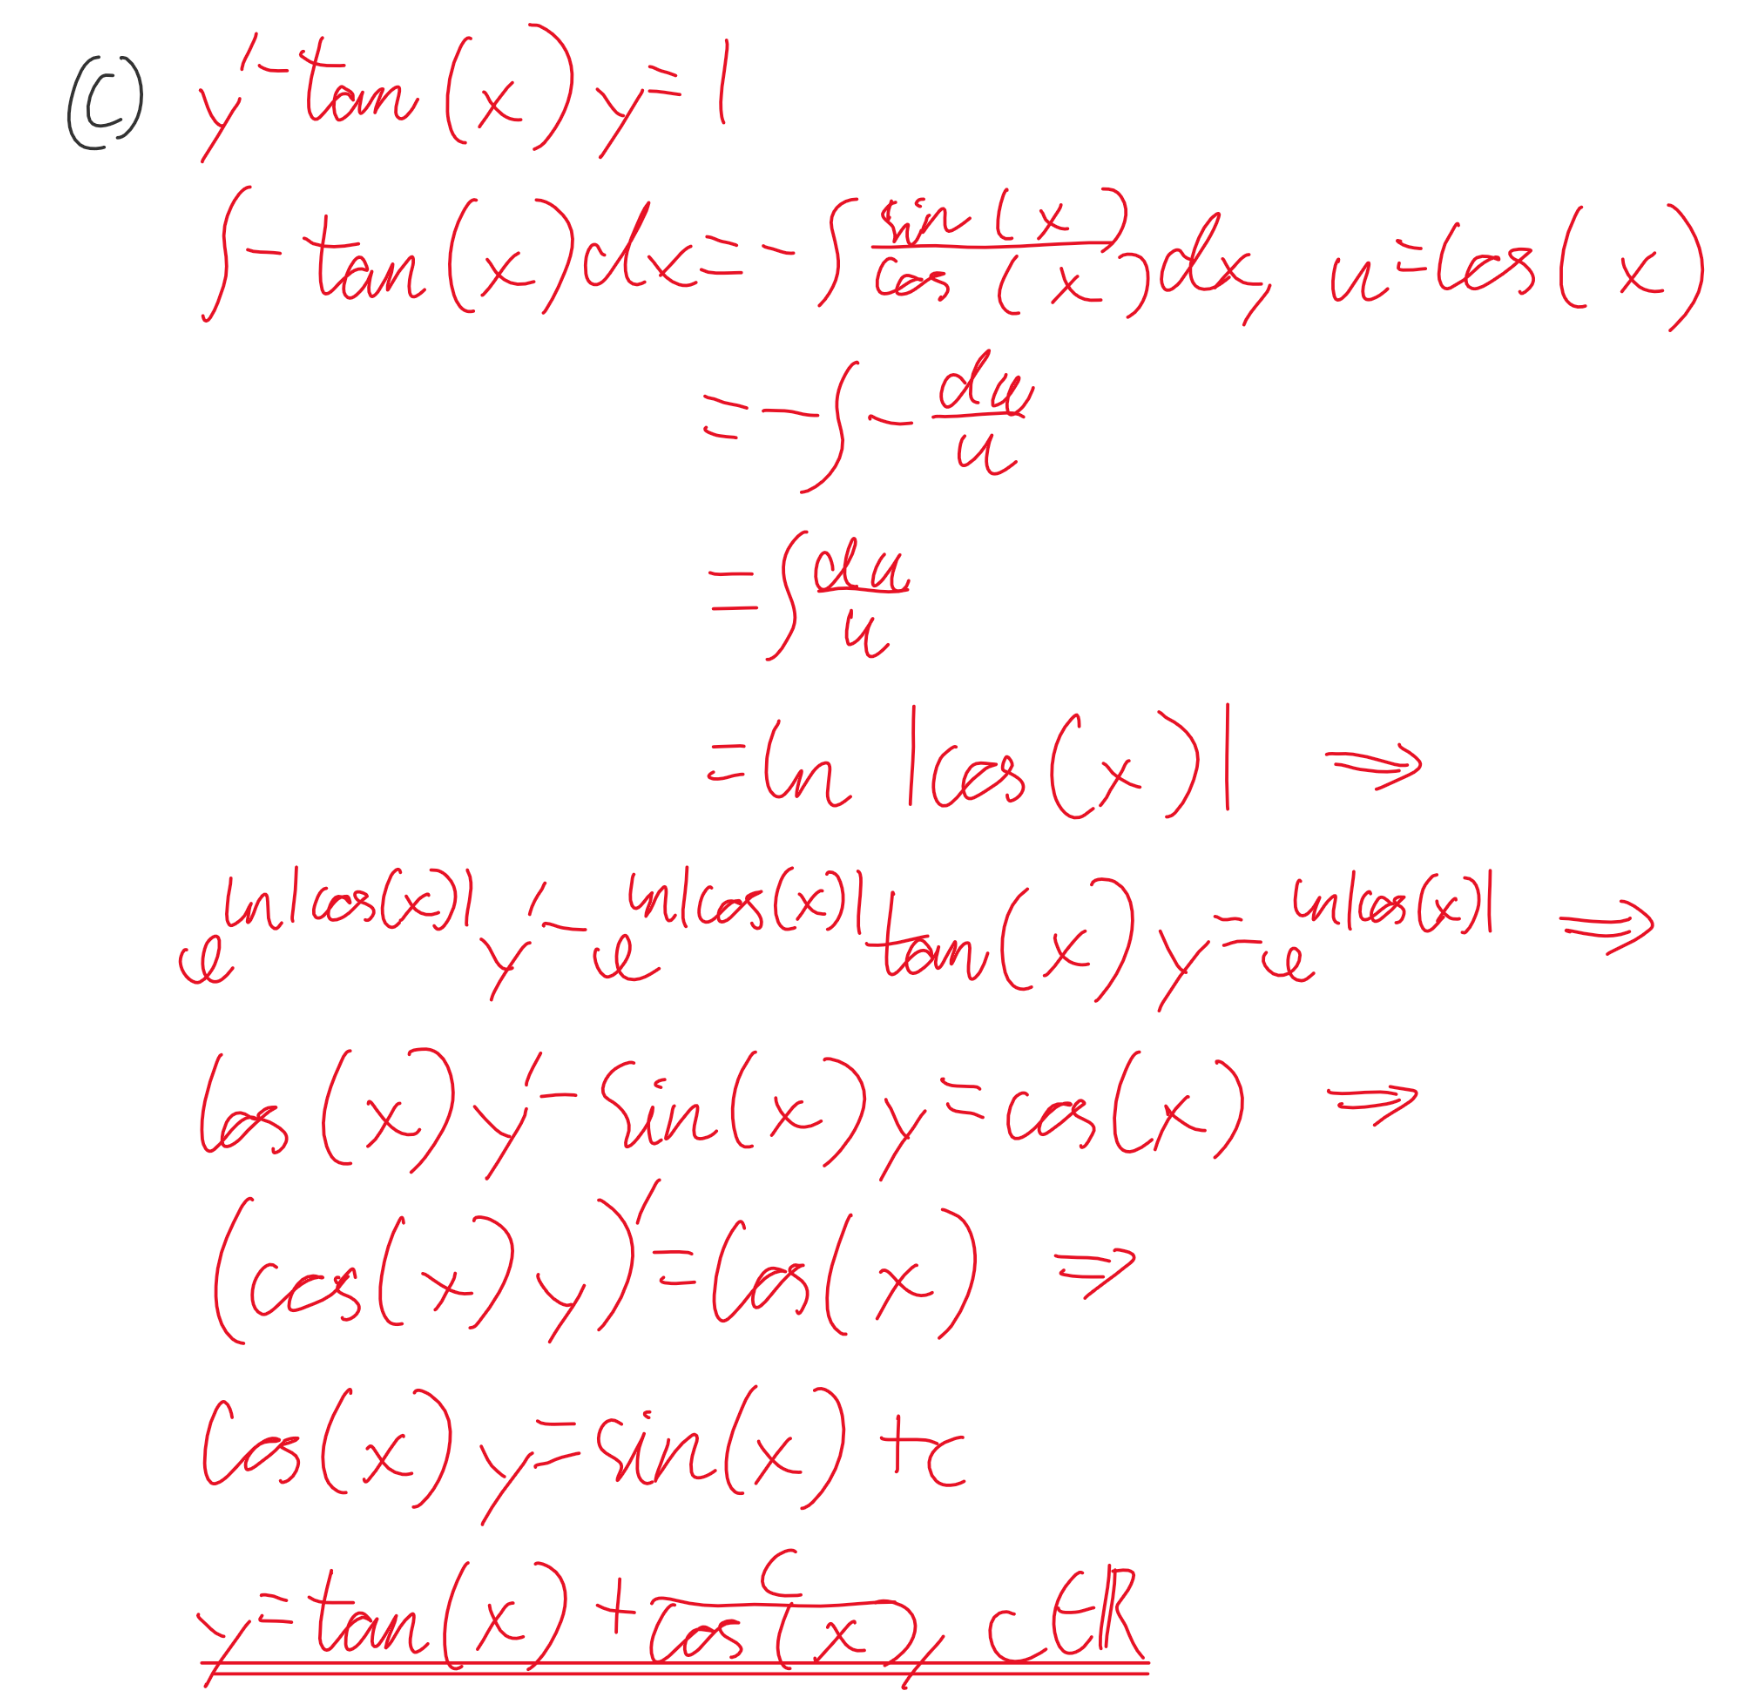 (c) y' - tan(x) y = 1
∫ - tan(x) dx = - ∫ sin(x)/cos(x) dx, u = cos(x)
= - ∫ - du/u
= ∫ du/u
= ln |cos(x)| ⇒
e^{ln|cos(x)|} y' - e^{ln|cos(x)|} tan(x) y = e^{ln|cos(x)|} ⇒
cos(x) y' - sin(x) y = cos(x) ⇒
(cos(x) y)' = cos(x) ⇒
cos(x) y = sin(x) + c
y = tan(x) + c/cos(x), c ∈ ℝ